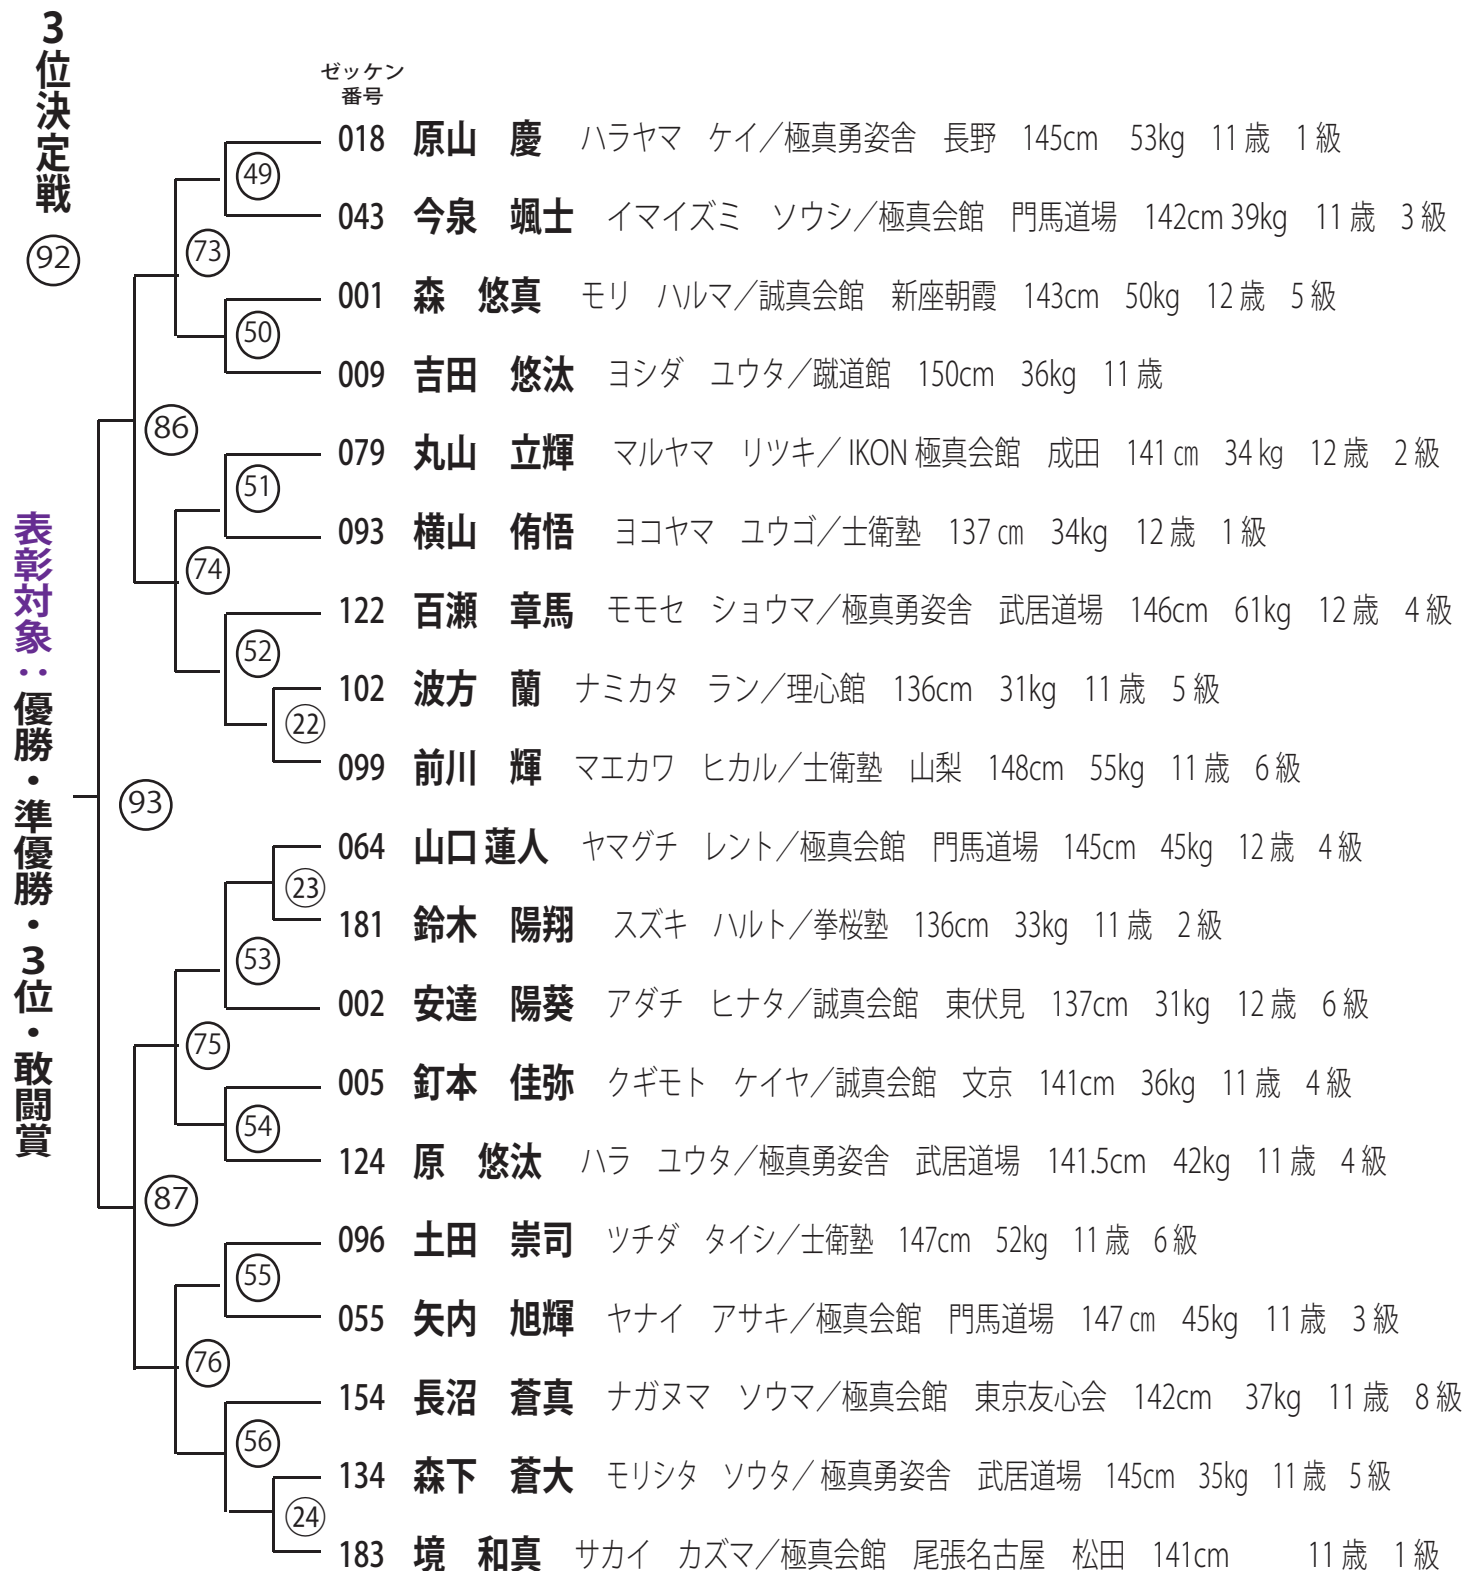 3位決定戦
92
表彰対象:優勝・準優勝・3位・敢闘賞
ゼッケン
番号
018 原山 慶 ハラヤマ ケイ/極真勇姿舎 長野 145cm 53kg 11歳 1級
49
043 今泉 颯士 イマイズミ ソウシ/極真会館 門馬道場 142cm 39kg 11歳 3級
73
001 森 悠真 モリ ハルマ/誠真会館 新座朝霞 143cm 50kg 12歳 5級
50
009 吉田 悠汰 ヨシダ ユウタ/蹴道館 150cm 36kg 11歳
86
079 丸山 立輝 マルヤマ リツキ/IKON極真会館 成田 141㎝ 34kg 12歳 2級
51
093 横山 侑悟 ヨコヤマ ユウゴ/士衛塾 137㎝ 34kg 12歳 1級
74
122 百瀬 章馬 モモセ ショウマ/極真勇姿舎 武居道場 146cm 61kg 12歳 4級
52
102 波方 蘭 ナミカタ ラン/理心館 136cm 31kg 11歳 5級
22
099 前川 輝 マエカワ ヒカル/士衛塾 山梨 148cm 55kg 11歳 6級
93
064 山口 蓮人 ヤマグチ レント/極真会館 門馬道場 145cm 45kg 12歳 4級
23
181 鈴木 陽翔 スズキ ハルト/拳桜塾 136cm 33kg 11歳 2級
53
002 安達 陽葵 アダチ ヒナタ/誠真会館 東伏見 137cm 31kg 12歳 6級
75
005 釘本 佳弥 クギモト ケイヤ/誠真会館 文京 141cm 36kg 11歳 4級
54
124 原 悠汰 ハラ ユウタ/極真勇姿舎 武居道場 141.5cm 42kg 11歳 4級
87
096 土田 崇司 ツチダ タイシ/士衛塾 147cm 52kg 11歳 6級
55
055 矢内 旭輝 ヤナイ アサキ/極真会館 門馬道場 147㎝ 45kg 11歳 3級
76
154 長沼 蒼真 ナガヌマ ソウマ/極真会館 東京友心会 142cm 37kg 11歳 8級
56
134 森下 蒼大 モリシタ ソウタ/極真勇姿舎 武居道場 145cm 35kg 11歳 5級
24
183 境 和真 サカイ カズマ/極真会館 尾張名古屋 松田 141cm 11歳 1級